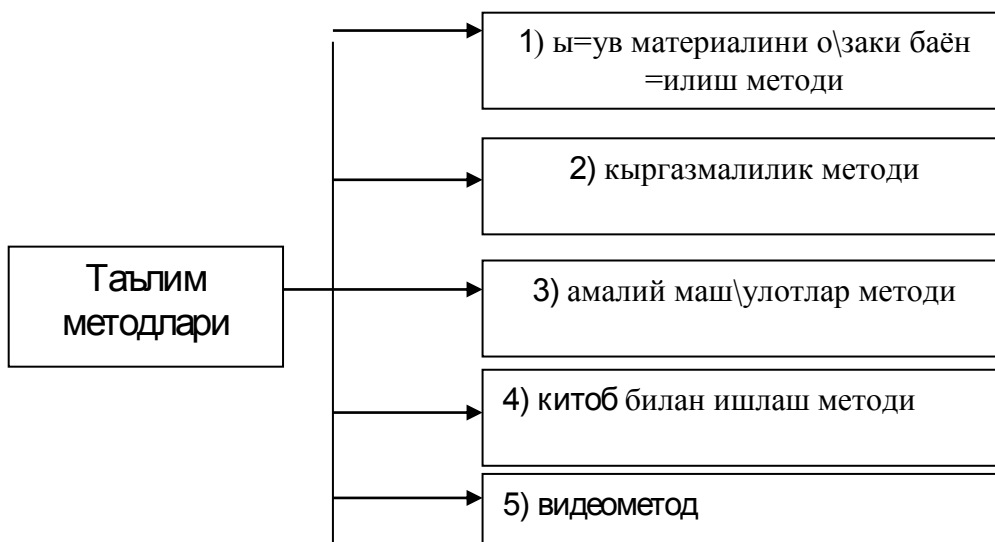 1) ы=ув материалини о\заки баён
=илиш методи
2) кыргазмалилик методи
Таълим
методлари
3) амалий маш\улотлар методи
4) китоб билан ишлаш методи
5) видеометод